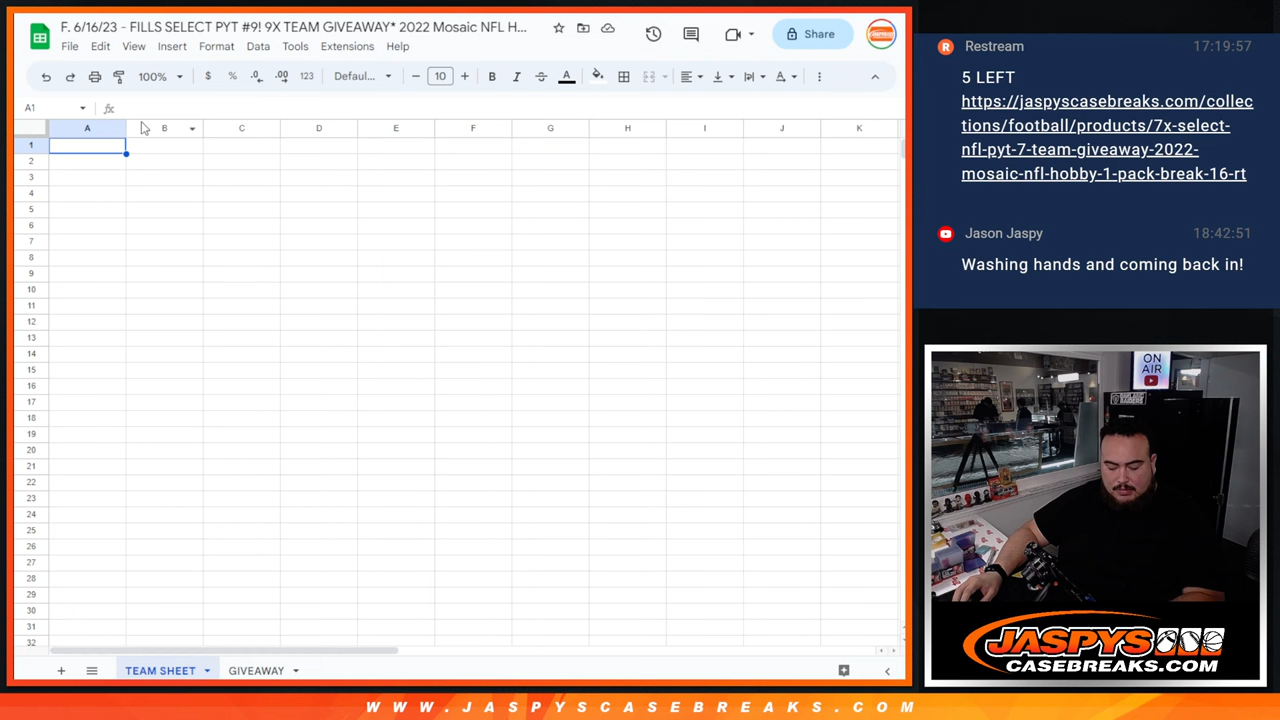 F. 6/16/23 - FILLS SELECT PYT #9! 9X TEAM GIVEAWAY* 2022 Mosaic NFL H...
Share
File Edit View Insert Format Data Tools Extensions Help
100% $ % .0 .00 123 Defaul... - 10 + B I A
A1 fx
A B C D E F G H I J K
1
2
3
4
5
6
7
8
9
10
11
12
13
14
15
16
17
18
19
20
21
22
23
24
25
26
27
28
29
30
31
32
+ TEAM SHEET GIVEAWAY
Restream 17:19:57
5 LEFT
https://jaspyscasebreaks.com/collec
tions/football/products/7x-select-
nfl-pyt-7-team-giveaway-2022-
mosaic-nfl-hobby-1-pack-break-16-rt
Jason Jaspy 18:42:51
Washing hands and coming back in!
ON
AIR
JASPYS
CASEBREAKS.COM
WWW.JASPYSCASEBREAKS.COM